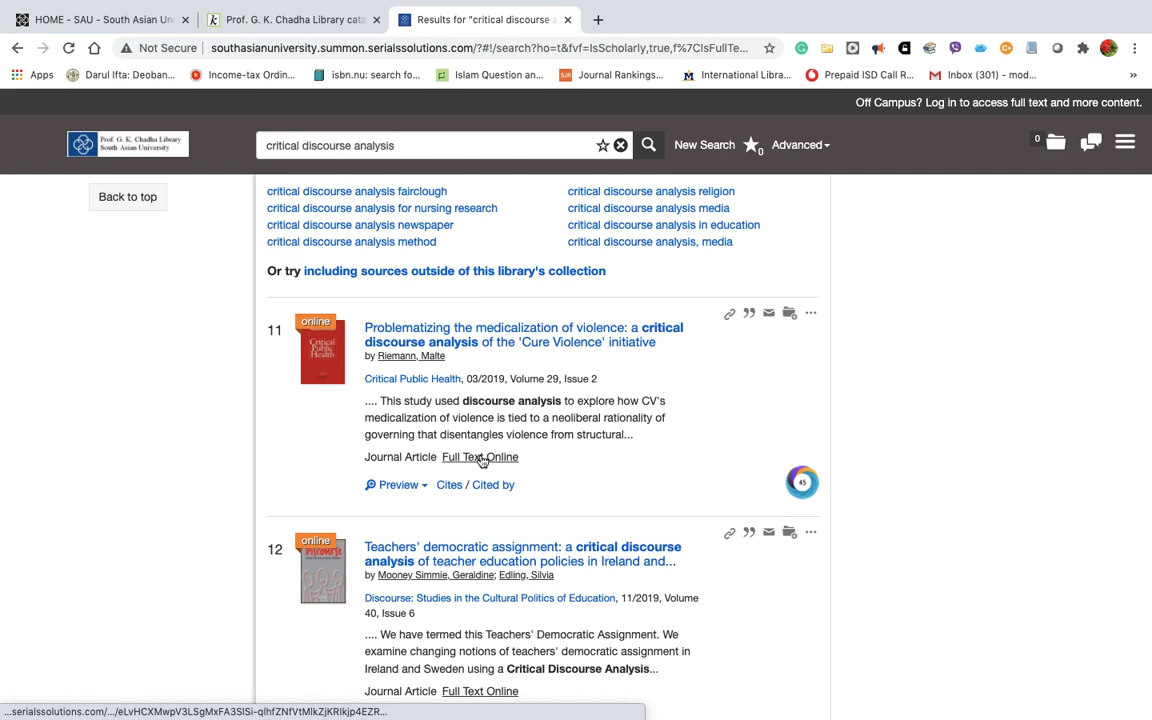 HOME - SAU - South Asian Un
Prof. G. K. Chadha Library cata
Results for "critical discourse a
Not Secure
southasianuniversity.summon.serialssolutions.com/?#!/search?ho=t&fvf=IsScholarly,true,f%7CIsFullTe...
Apps
Darul Ifta: Deoban...
Income-tax Ordin...
isbn.nu: search fo...
Islam Question an...
SJR
Journal Rankings...
International Libra...
Prepaid ISD Call R...
Inbox (301) - mod...
»
Off Campus? Log in to access full text and more content.
Prof. G. K. Chadha Library
South Asian University
critical discourse analysis
New Search
0
Advanced
0
Back to top
critical discourse analysis fairclough
critical discourse analysis religion
critical discourse analysis for nursing research
critical discourse analysis media
critical discourse analysis newspaper
critical discourse analysis in education
critical discourse analysis method
critical discourse analysis, media
Or try including sources outside of this library's collection
11
online
Critical
Public
Health
Problematizing the medicalization of violence: a critical
discourse analysis of the 'Cure Violence' initiative
by Riemann, Malte
Critical Public Health, 03/2019, Volume 29, Issue 2
.... This study used discourse analysis to explore how CV's
medicalization of violence is tied to a neoliberal rationality of
governing that disentangles violence from structural...
Journal Article Full Text Online
Preview Cites / Cited by
45
12
online
Discourse
Teachers' democratic assignment: a critical discourse
analysis of teacher education policies in Ireland and...
by Mooney Simmie, Geraldine; Edling, Silvia
Discourse: Studies in the Cultural Politics of Education, 11/2019, Volume
40, Issue 6
.... We have termed this Teachers' Democratic Assignment. We
examine changing notions of teachers' democratic assignment in
Ireland and Sweden using a Critical Discourse Analysis...
Journal Article Full Text Online